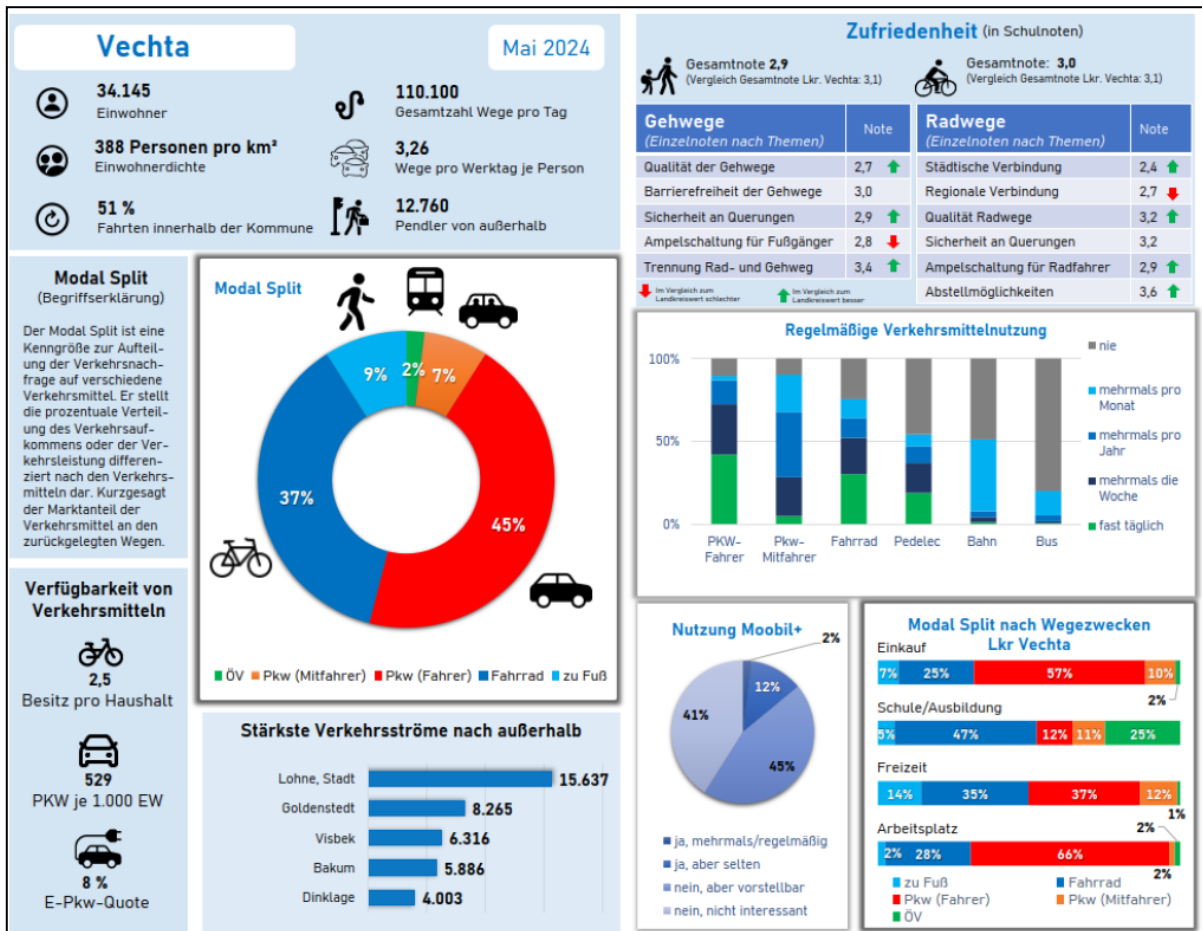 Vechta
Mai 2024
34.145
Einwohner
110.100
Gesamtzahl Wege pro Tag
388 Personen pro km²
Einwohnerdichte
3,26
Wege pro Werktag je Person
51 %
Fahrten innerhalb der Kommune
12.760
Pendler von außerhalb
Modal Split
(Begriffserklärung)
Der Modal Split ist eine
Kenngröße zur Aufteil-
ung der Verkehrsnach-
frage auf verschiedene
Verkehrsmittel. Er stellt
die prozentuale Verteil-
ung des Verkehrsauf-
kommens oder der Ver-
kehrsleistung differen-
ziert nach den Verkehrs-
mitteln dar. Kurzgesagt
der Marktanteil der
Verkehrsmittel an den
zurückgelegten Wegen.
Verfügbarkeit von
Verkehrsmitteln
2,5
Besitz pro Haushalt
529
PKW je 1.000 EW
8 %
E-Pkw-Quote
Modal Split
9%
2%
7%
37%
45%
ÖV
Pkw (Mitfahrer)
Pkw (Fahrer)
Fahrrad
zu Fuß
Stärkste Verkehrsströme nach außerhalb
Lohne, Stadt 15.637
Goldenstedt 8.265
Visbek 6.316
Bakum 5.886
Dinklage 4.003
Zufriedenheit (in Schulnoten)
Gesamtnote 2,9
(Vergleich Gesamtnote Lkr. Vechta: 3,1)
Gesamtnote: 3,0
(Vergleich Gesamtnote Lkr. Vechta: 3,1)
Gehwege Note
(Einzelnoten nach Themen)
Qualität der Gehwege 2,7
Barrierefreiheit der Gehwege 3,0
Sicherheit an Querungen 2,9
Ampelschaltung für Fußgänger 2,8
Trennung Rad- und Gehweg 3,4
Im Vergleich zum
Landkreiswert schlechter
Im Vergleich zum
Landkreiswert besser
Radwege Note
(Einzelnoten nach Themen)
Städtische Verbindung 2,4
Regionale Verbindung 2,7
Qualität Radwege 3,2
Sicherheit an Querungen 3,2
Ampelschaltung für Radfahrer 2,9
Abstellmöglichkeiten 3,6
Regelmäßige Verkehrsmittelnutzung
100%
50%
0%
PKW-
Fahrer
Pkw-
Mitfahrer
Fahrrad
Pedelec
Bahn
Bus
nie
mehrmals pro
Monat
mehrmals pro
Jahr
mehrmals die
Woche
fast täglich
Nutzung Moobil+
2%
12%
41%
45%
ja, mehrmals/regelmäßig
ja, aber selten
nein, aber vorstellbar
nein, nicht interessant
Modal Split nach Wegezwecken
Lkr Vechta
Einkauf
7% 25% 57% 10%
2%
Schule/Ausbildung
5% 47% 12% 11% 25%
Freizeit
14% 35% 37% 12%
1%
Arbeitsplatz
2%
2% 28% 66%
2%
zu Fuß
Fahrrad
Pkw (Fahrer)
Pkw (Mitfahrer)
ÖV